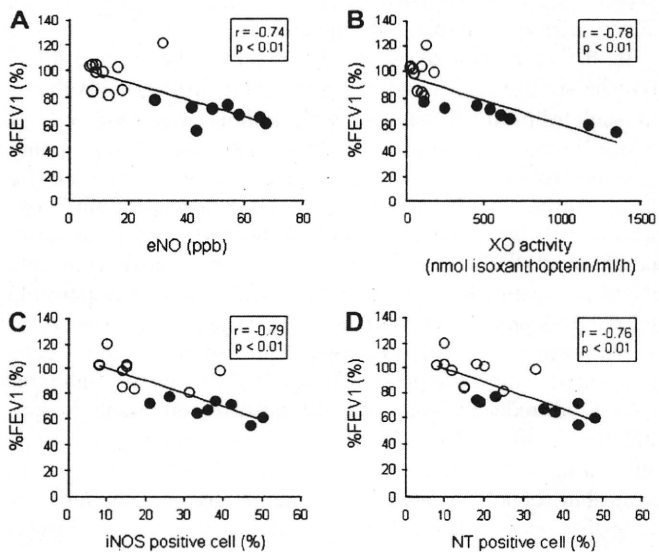 A
140
120
100
80
60
40
20
0
%FEV1 (%)
r = -0.74
p < 0.01
0 20 40 60 80
eNO (ppb)
B
140
120
100
80
60
40
20
0
%FEV1 (%)
r = -0.78
p < 0.01
0 500 1000 1500
XO activity
(nmol isoxanthopterin/ml/h)
C
140
120
100
80
60
40
20
0
%FEV1 (%)
r = -0.79
p < 0.01
0 10 20 30 40 50 60
iNOS positive cell (%)
D
140
120
100
80
60
40
20
0
%FEV1 (%)
r = -0.76
p < 0.01
0 10 20 30 40 50 60
NT positive cell (%)